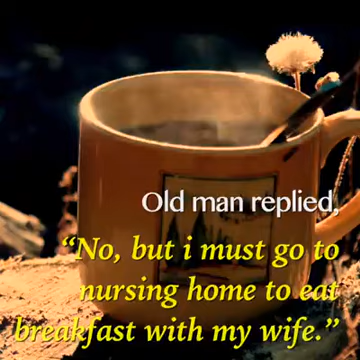 Old man replied,
“No, but i must go to
nursing home to eat
breakfast with my wife.”